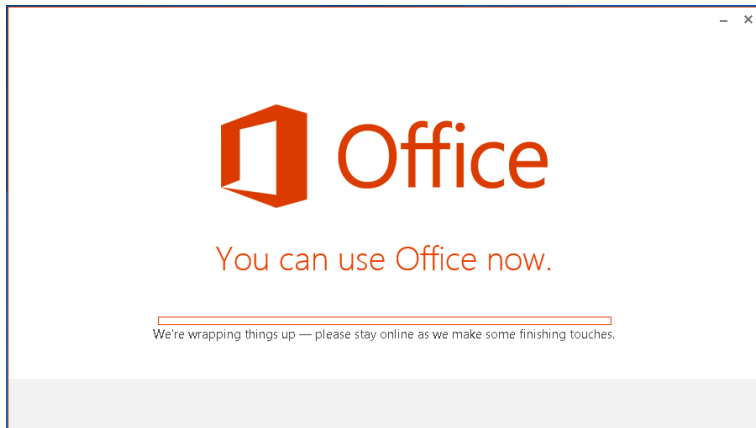 Office
You can use Office now.
We're wrapping things up — please stay online as we make some finishing touches.